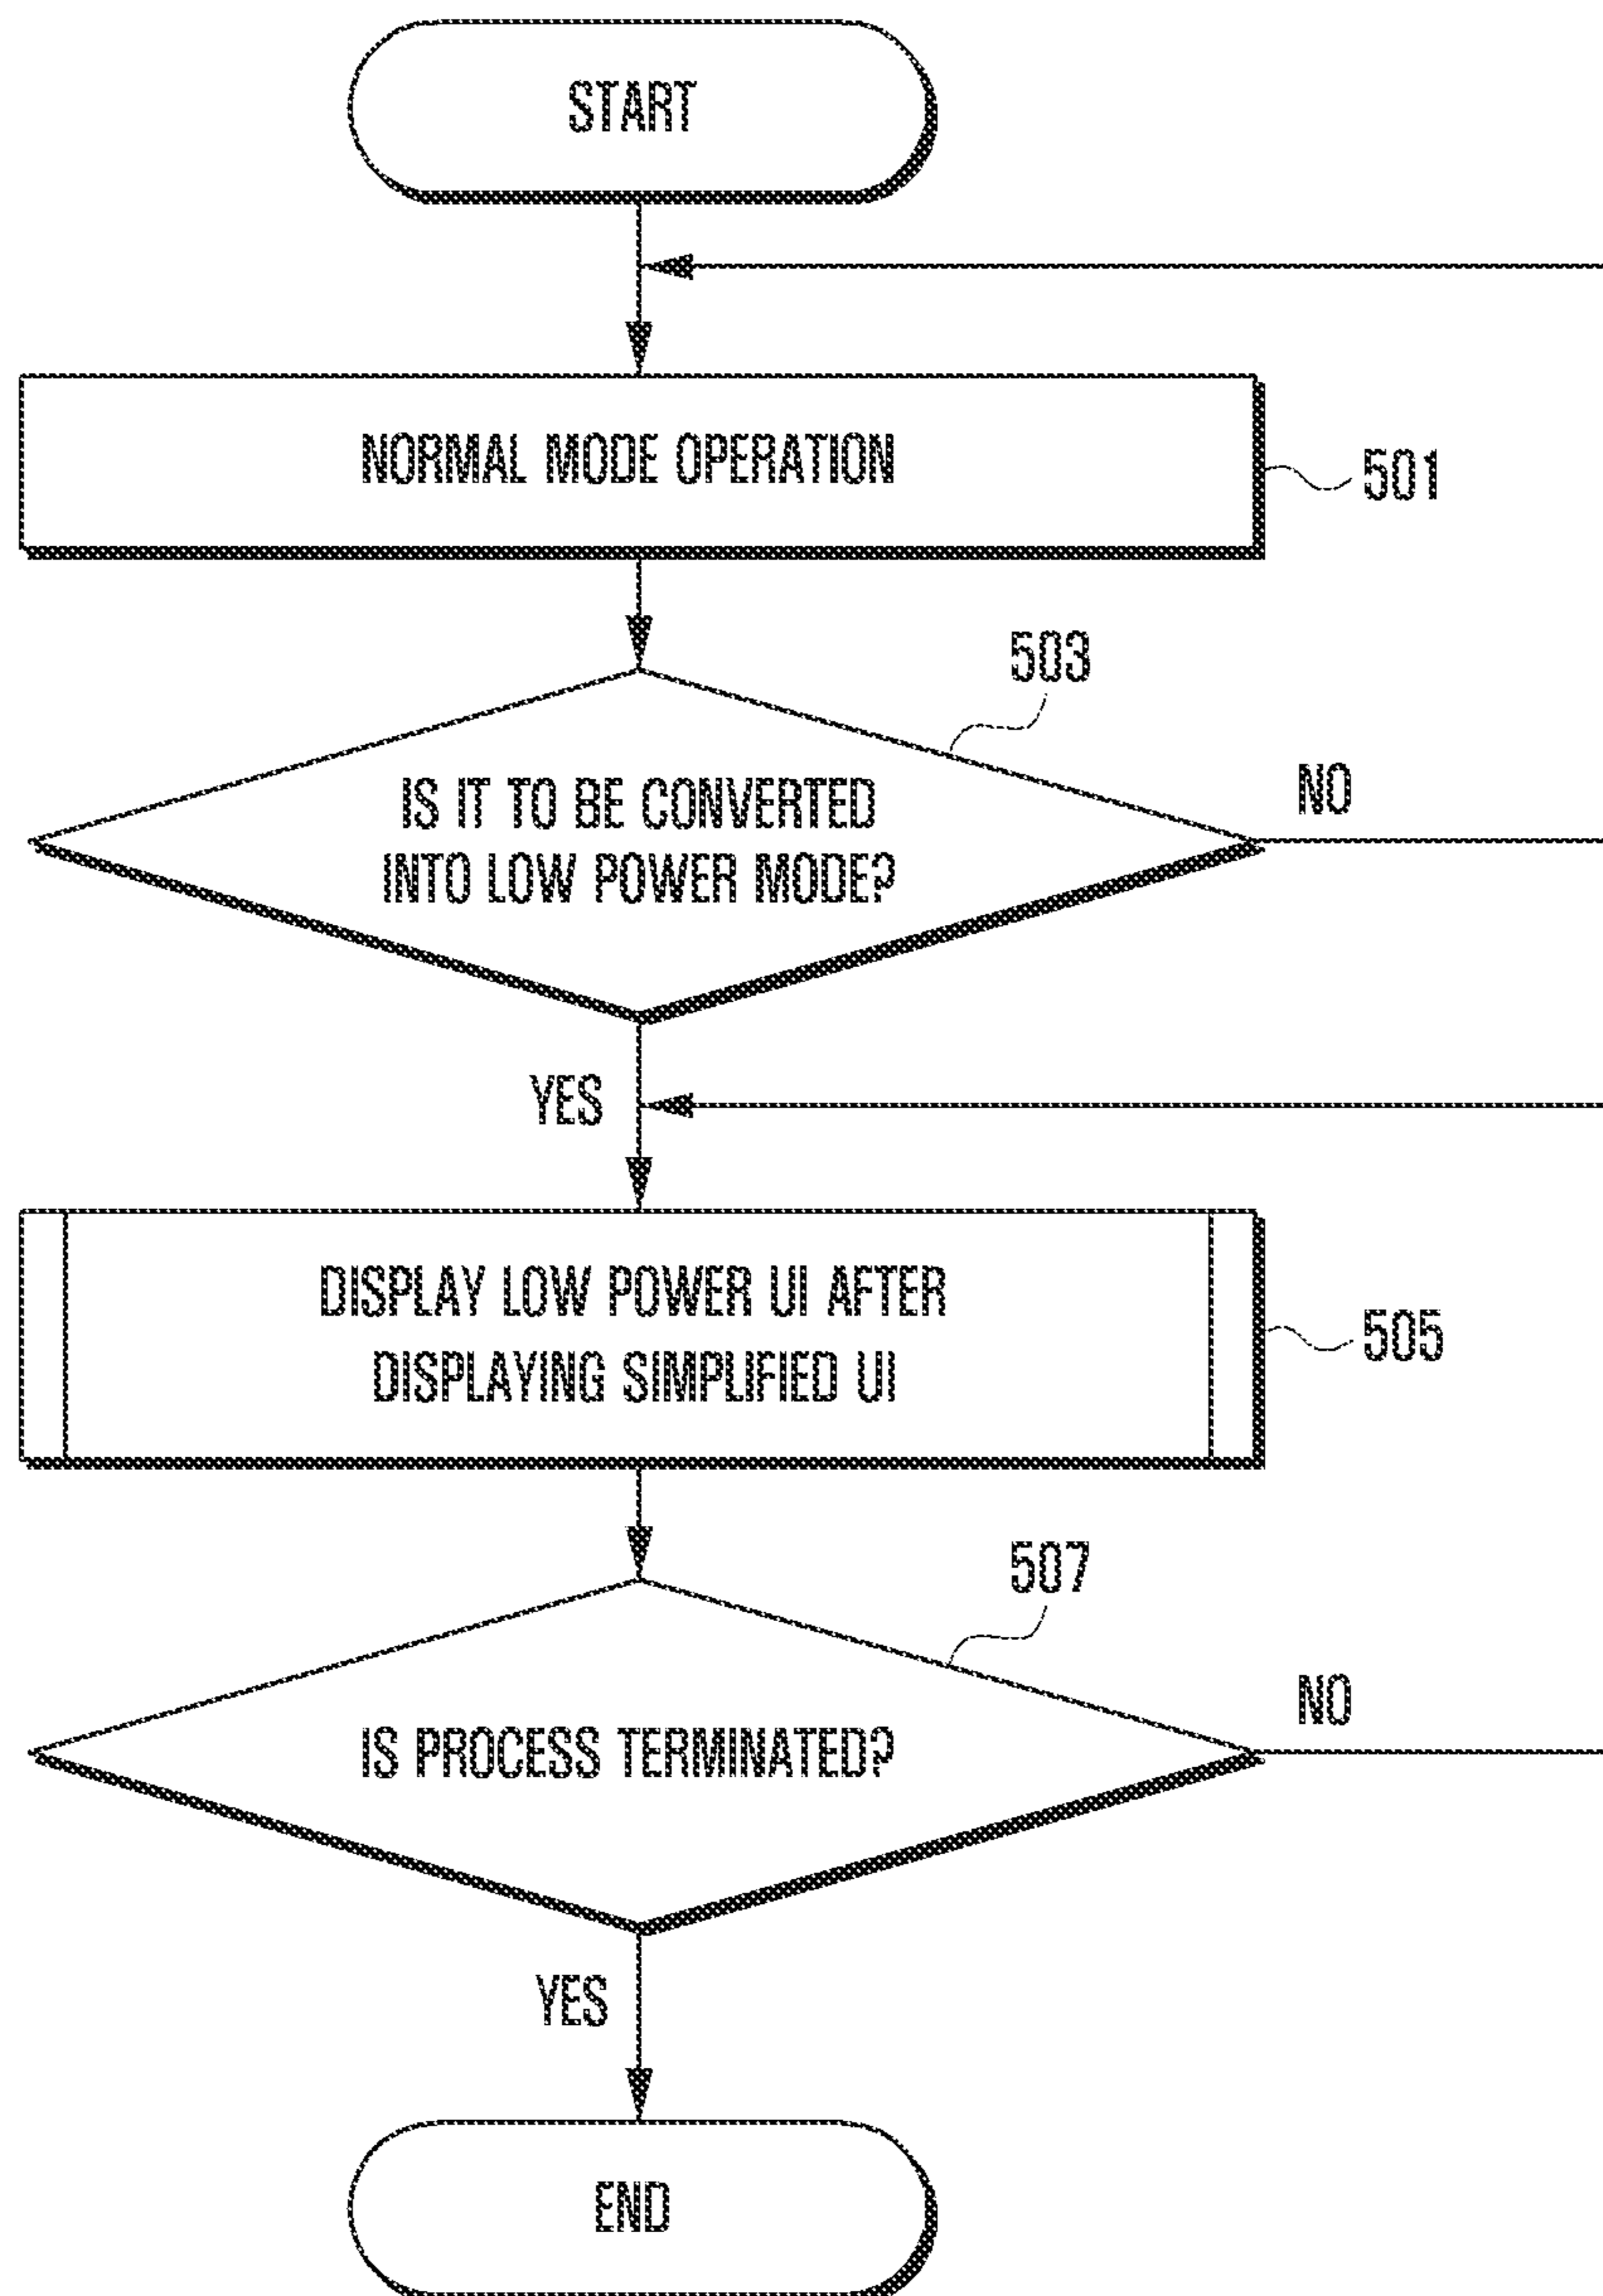 START
NORMAL MODE OPERATION
501
503
IS IT TO BE CONVERTED
INTO LOW POWER MODE?
NO
YES
DISPLAY LOW POWER UI AFTER
DISPLAYING SIMPLIFIED UI
505
507
IS PROCESS TERMINATED?
NO
YES
END